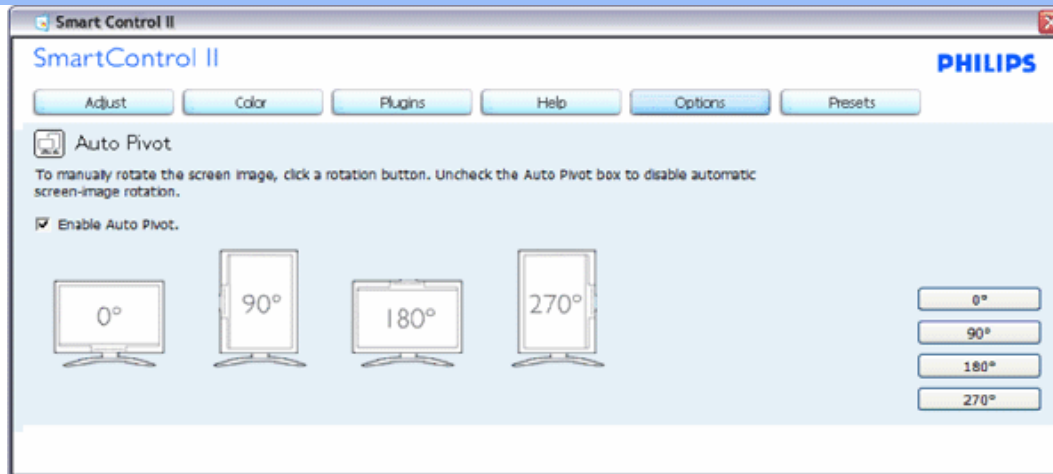 Smart Control II
SmartControl II
PHILIPS
Adjust
Color
Plugins
Help
Options
Presets
Auto Pivot
To manualy rotate the screen image, click a rotation button. Uncheck the Auto Pivot box to disable automatic
screen-image rotation.
Enable Auto Pivot.
0°
90°
180°
270°
0°
90°
180°
270°